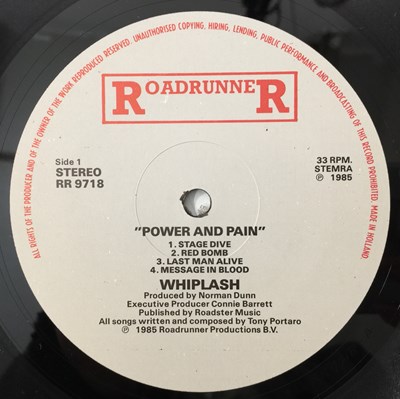 ALL RIGHTS OF THE PRODUCER AND OF THE OWNER OF THE WORK REPRODUCED RESERVED. UNAUTHORISED COPYING, HIRING, LENDING, PUBLIC PERFORMANCE AND BROADCASTING OF THIS RECORD PROHIBITED. MADE IN HOLLAND.
ROADRUNNER
Side 1
STEREO
RR 9718
33 RPM.
STEMRA
℗ 1985
"POWER AND PAIN"
1. STAGE DIVE
2. RED BOMB
3. LAST MAN ALIVE
4. MESSAGE IN BLOOD
WHIPLASH
Produced by Norman Dunn
Executive Producer Connie Barrett
Published by Roadster Music
All songs written and composed by Tony Portaro
℗ 1985 Roadrunner Productions B.V.